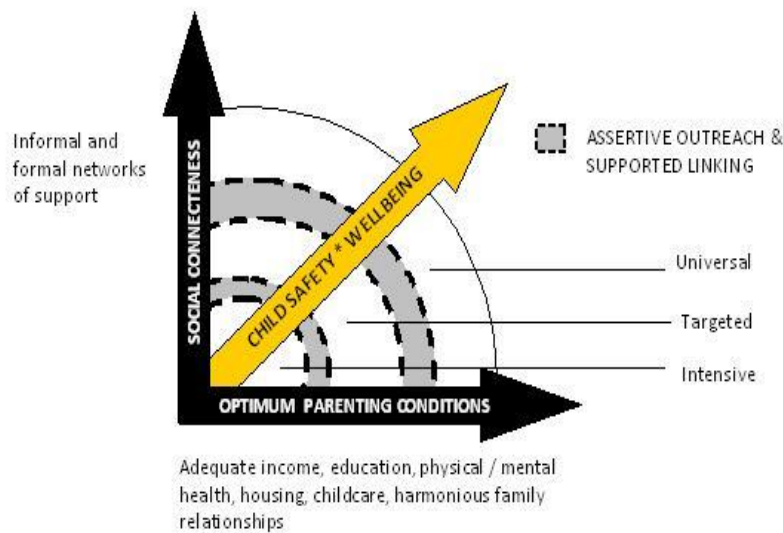 Informal and
formal networks
of support
SOCIAL CONNECTENESS
CHILD SAFETY * WELLBEING
ASSERTIVE OUTREACH &
SUPPORTED LINKING
Universal
Targeted
Intensive
OPTIMUM PARENTING CONDITIONS
Adequate income, education, physical / mental
health, housing, childcare, harmonious family
relationships